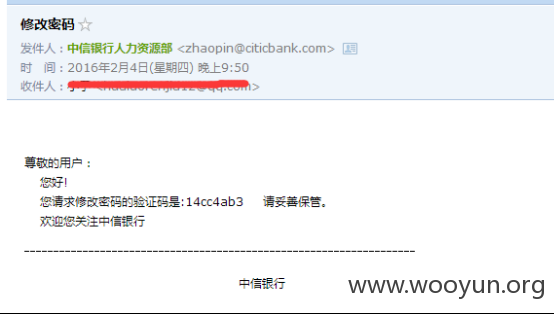 修改密码☆
发件人：中信银行人力资源部 <zhaopin@citicbank.com>
时 间：2016年2月4日(星期四) 晚上9:50
收件人：
尊敬的用户：
您好!
您请求修改密码的验证码是:14cc4ab3 请妥善保管。
欢迎您关注中信银行
中信银行
www.wooyun.org